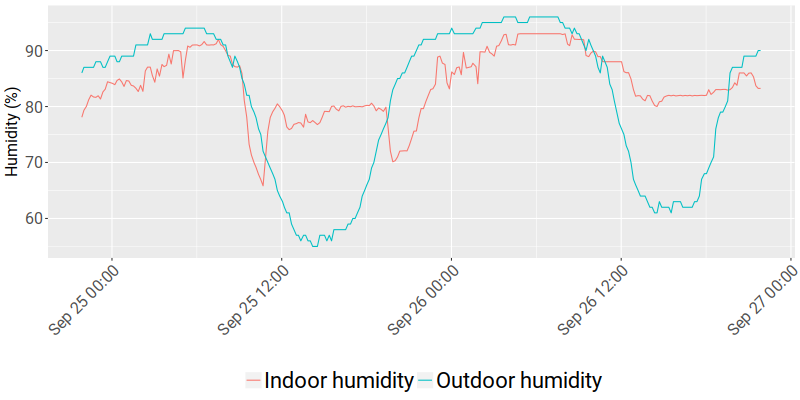 Humidity (%)
90
80
70
60
Sep 25 00:00
Sep 25 12:00
Sep 26 00:00
Sep 26 12:00
Sep 27 00:00
Indoor humidity
Outdoor humidity